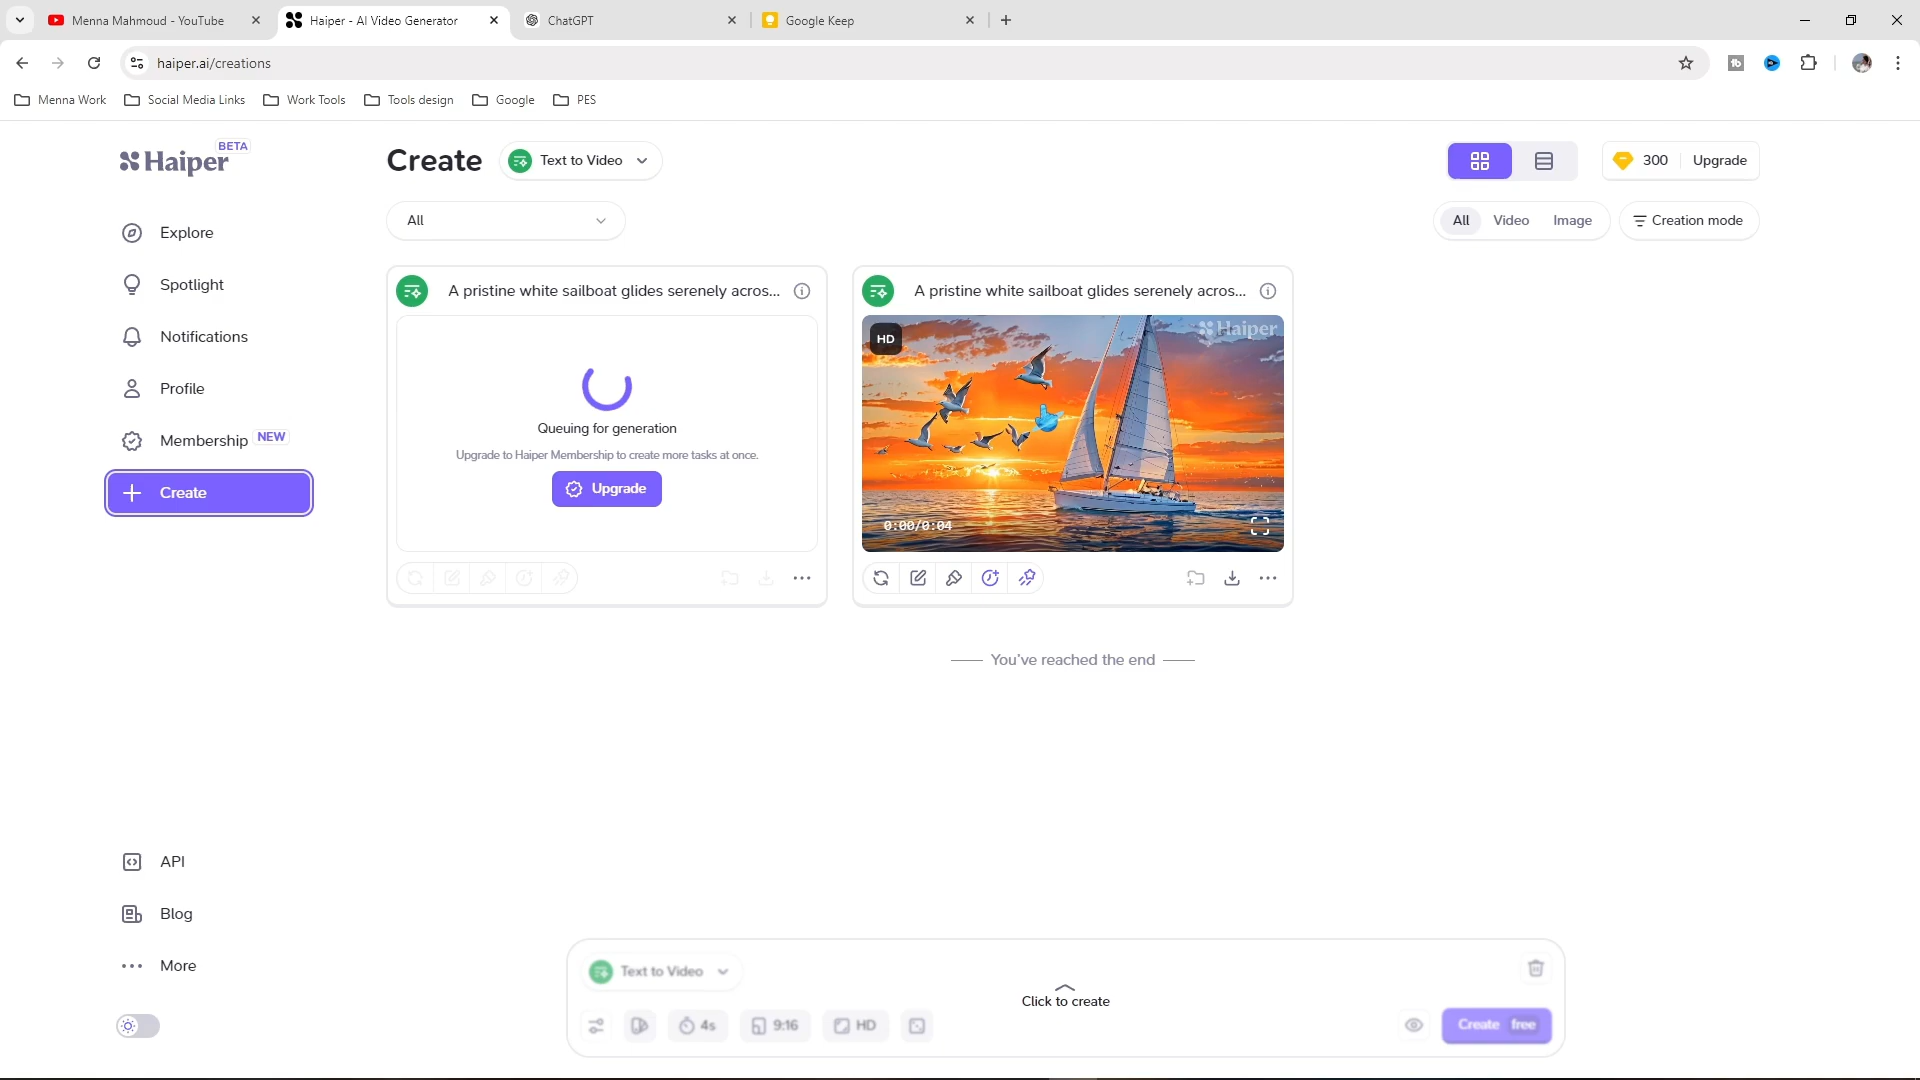 Menna Mahmoud - YouTube
Haiper - AI Video Generator
ChatGPT
Google Keep
haiper.ai/creations
Menna Work
Social Media Links
Work Tools
Tools design
Google
PES
Haiper BETA
Create
Text to Video
300
Upgrade
All
All
Video
Image
Creation mode
Explore
Spotlight
Notifications
Profile
Membership NEW
Create
A pristine white sailboat glides serenely acros...
Queuing for generation
Upgrade to Haiper Membership to create more tasks at once.
Upgrade
A pristine white sailboat glides serenely acros...
HD
Haiper
0:00/0:04
You've reached the end
API
Blog
More
Text to Video
Click to create
4s
9:16
HD
Create free